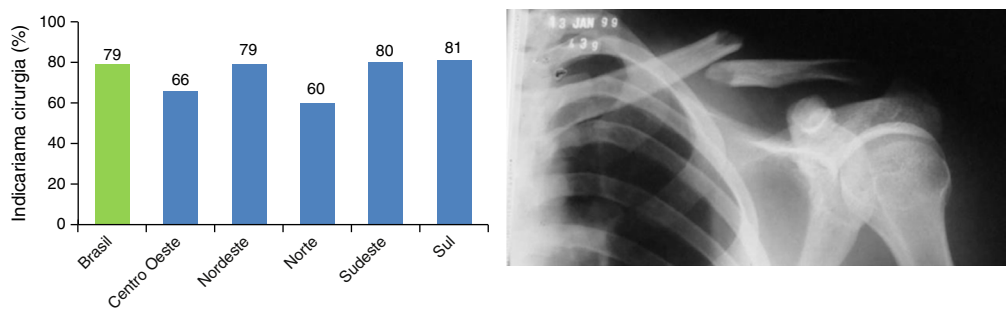 Indicariama cirurgia (%)
100
80
60
40
20
0
79
66
79
60
80
81
Brasil
Centro Oeste
Nordeste
Norte
Sudeste
Sul
JAN 99